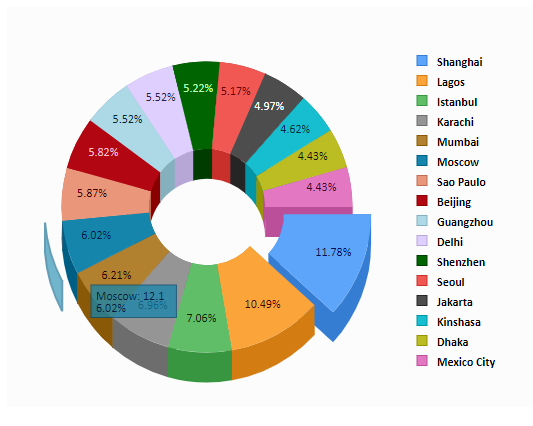 5.22%
5.17%
5.52%
4.97%
5.52%
4.62%
5.82%
4.43%
5.87%
4.43%
6.02%
11.78%
6.21%
Moscow: 12.1
6.02%
6.96%
10.49%
7.06%
Shanghai
Lagos
Istanbul
Karachi
Mumbai
Moscow
Sao Paulo
Beijing
Guangzhou
Delhi
Shenzhen
Seoul
Jakarta
Kinshasa
Dhaka
Mexico City